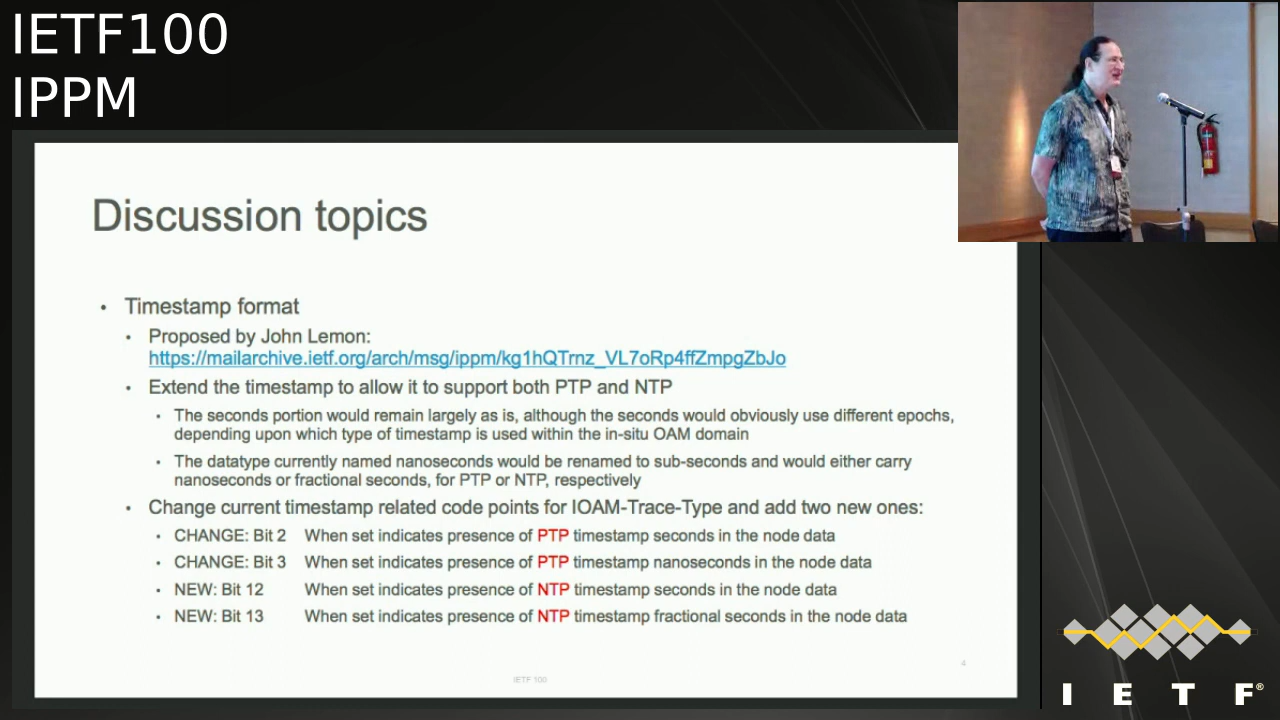 IETF100
IPPM
Discussion topics
• Timestamp format
• Proposed by John Lemon:
https://mailarchive.ietf.org/arch/msg/ippm/kg1hQTrnz_VL7oRp4ffZmpgZbJo
• Extend the timestamp to allow it to support both PTP and NTP
• The seconds portion would remain largely as is, although the seconds would obviously use different epochs,
depending upon which type of timestamp is used within the in-situ OAM domain
• The datatype currently named nanoseconds would be renamed to sub-seconds and would either carry
nanoseconds or fractional seconds, for PTP or NTP, respectively
• Change current timestamp related code points for IOAM-Trace-Type and add two new ones:
• CHANGE: Bit 2 When set indicates presence of PTP timestamp seconds in the node data
• CHANGE: Bit 3 When set indicates presence of PTP timestamp nanoseconds in the node data
• NEW: Bit 12 When set indicates presence of NTP timestamp seconds in the node data
• NEW: Bit 13 When set indicates presence of NTP timestamp fractional seconds in the node data
4
IETF 100
I E T F®